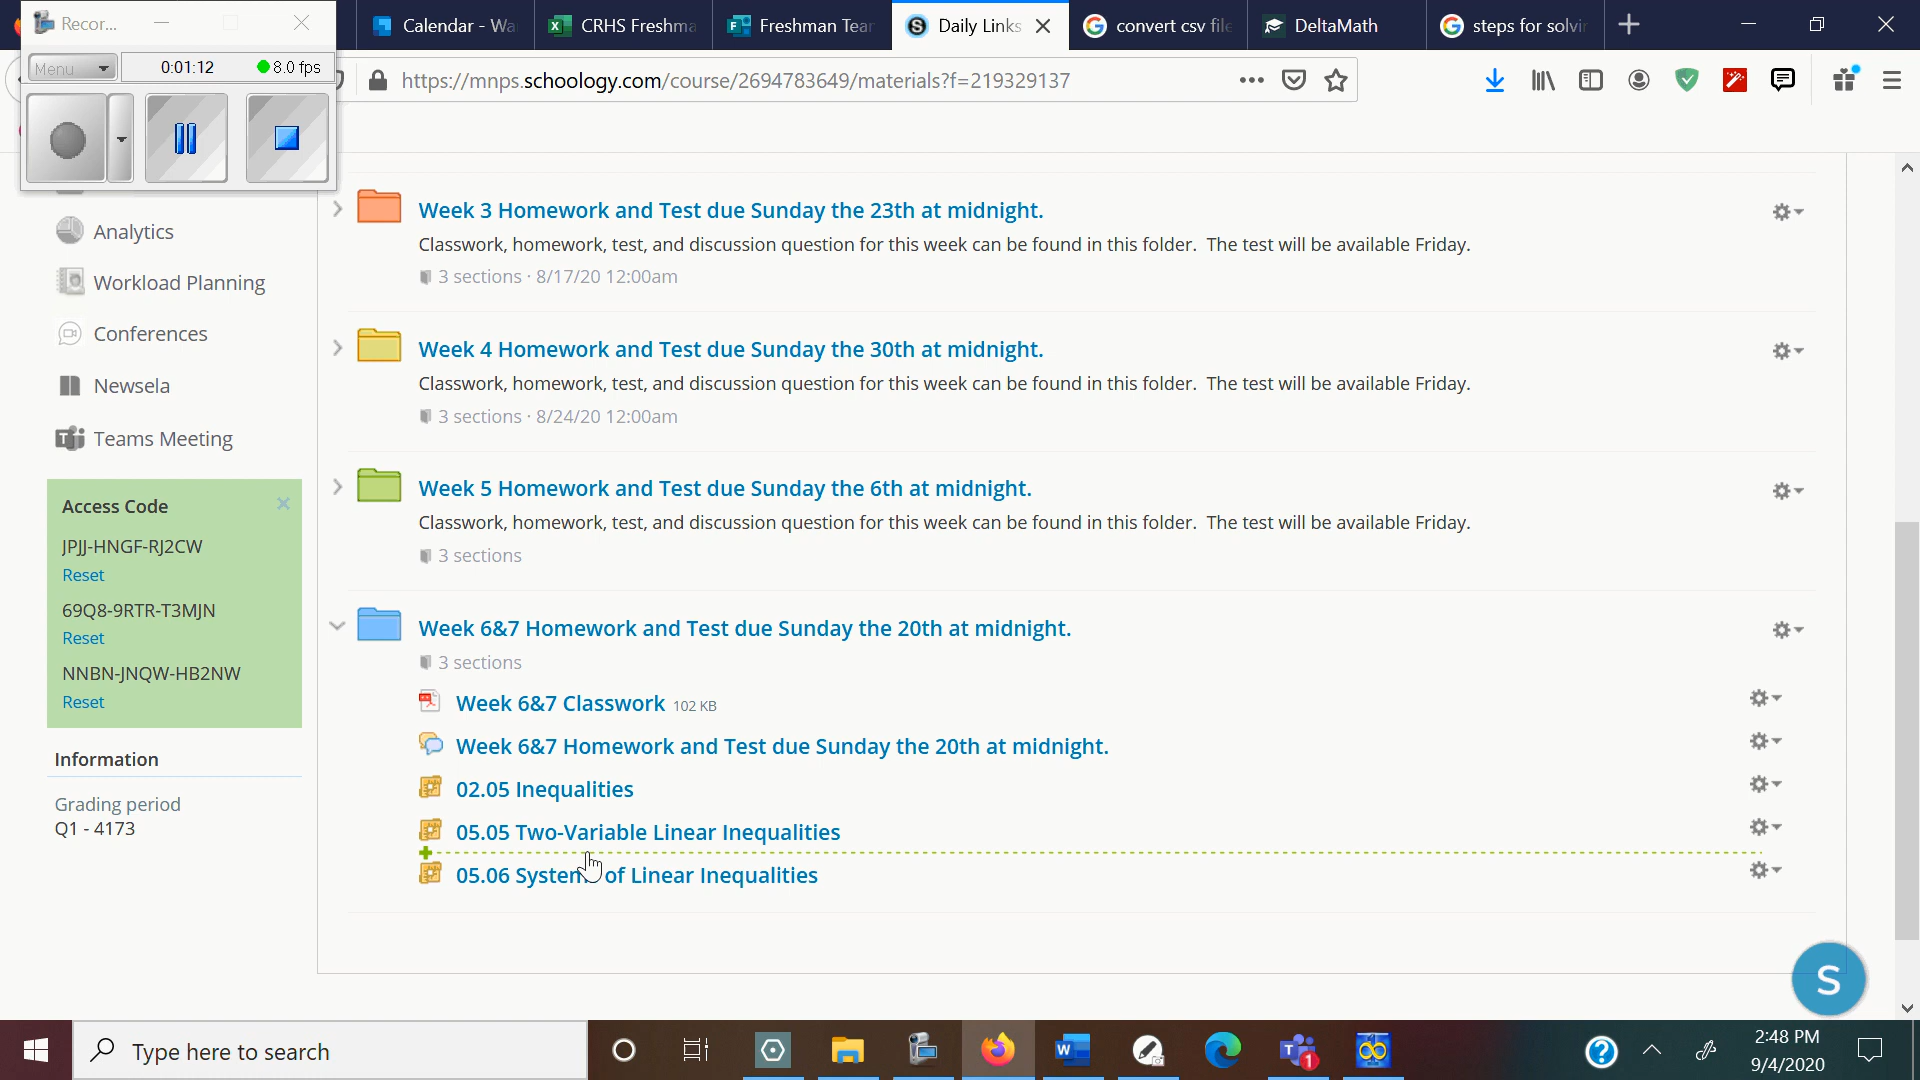 Recor...
Menu
0:01:12
8.0 fps
Calendar - Wa
CRHS Freshma
Freshman Tear
Daily Links
convert csv file
DeltaMath
steps for solvin
https://mnps.schoology.com/course/2694783649/materials?f=219329137
Analytics
Workload Planning
Conferences
Newsela
Teams Meeting
Access Code
JPJJ-HNGF-RJ2CW
Reset
69Q8-9RTR-T3MJN
Reset
NNBN-JNQW-HB2NW
Reset
Information
Grading period
Q1 - 4173
Week 3 Homework and Test due Sunday the 23th at midnight.
Classwork, homework, test, and discussion question for this week can be found in this folder. The test will be available Friday.
3 sections · 8/17/20 12:00am
Week 4 Homework and Test due Sunday the 30th at midnight.
Classwork, homework, test, and discussion question for this week can be found in this folder. The test will be available Friday.
3 sections · 8/24/20 12:00am
Week 5 Homework and Test due Sunday the 6th at midnight.
Classwork, homework, test, and discussion question for this week can be found in this folder. The test will be available Friday.
3 sections
Week 6&7 Homework and Test due Sunday the 20th at midnight.
3 sections
Week 6&7 Classwork 102 KB
Week 6&7 Homework and Test due Sunday the 20th at midnight.
02.05 Inequalities
05.05 Two-Variable Linear Inequalities
05.06 System of Linear Inequalities
S
Type here to search
1
2:48 PM
9/4/2020